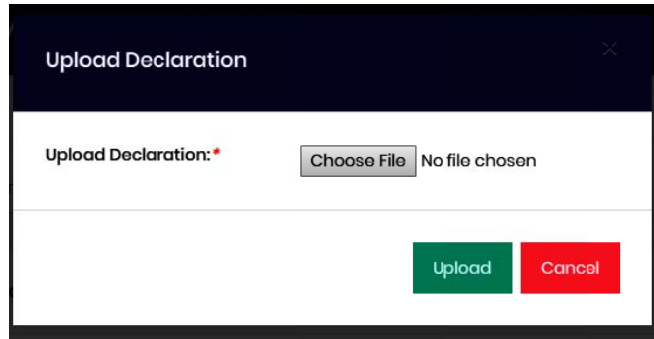 Upload Declaration
Upload Declaration:*
Choose File No file chosen
Upload Cancel